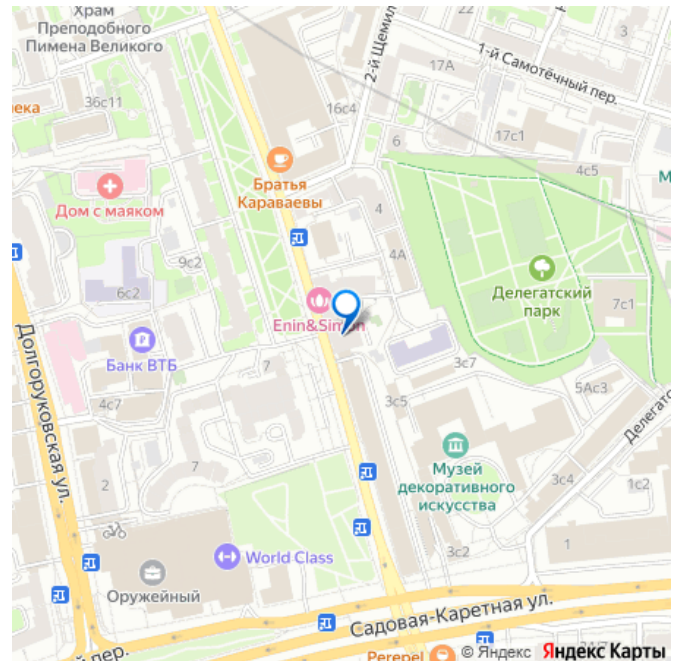 Храм
Преподобного
Пимена Великого
2-й Щемил
3
17А
1-й Самотёчный пер.
ека
36с11
16с4
17с1
6
4с5
М
Братья
Караваевы
Дом с маяком
4
4А
9с2
6с2
Делегатский
парк
7с1
Enin&Simon
Банк ВТБ
Долгоруковская ул.
7
3с7
4с7
5Ас3
3с5
Делегатс
7
Музей
декоративного
искусства
2
3с4
1с2
World Class
3с2
1
Оружейный
Садовая-Каретная ул.
й пер.
Perepel
© Яндекс Яндекс Карты